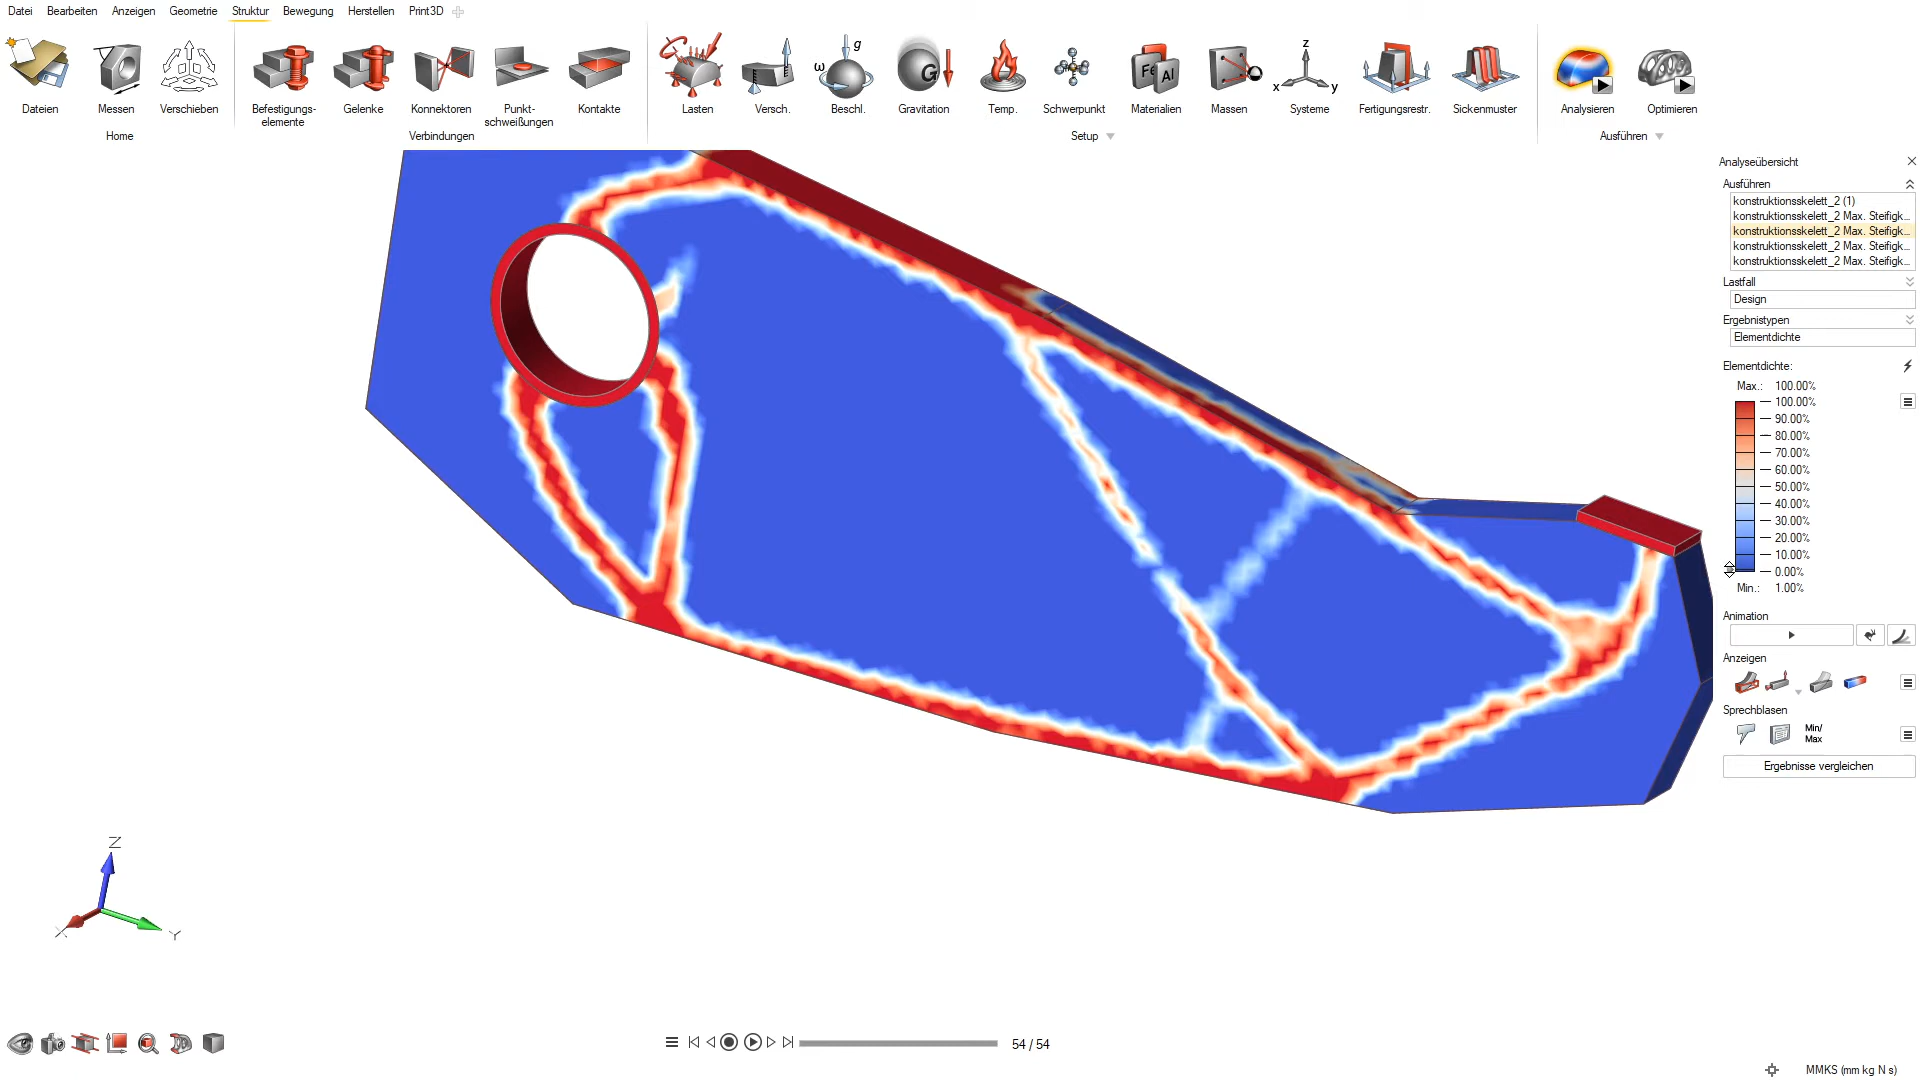 Datei Bearbeiten Anzeigen Geometrie Struktur Bewegung Herstellen Print3D
g
ω
G
Fe
Al
z
x
y
Dateien Messen Verschieben Befestigungs- Gelenke Konnektoren Punkt- Kontakte Lasten Versch. Beschl. Gravitation Temp. Schwerpunkt Materialien Massen Systeme Fertigungsrestr. Sickenmuster Analysieren Optimieren
elemente schweißungen
Home Verbindungen Setup Ausführen
Analyseübersicht
Ausführen
konstruktionsskelett_2 (1)
konstruktionsskelett_2 Max. Steifigk...
konstruktionsskelett_2 Max. Steifigk...
konstruktionsskelett_2 Max. Steifigk...
konstruktionsskelett_2 Max. Steifigk...
Lastfall
Design
Ergebnistypen
Elementdichte
Elementdichte:
Max.: 100.00%
100.00%
90.00%
80.00%
70.00%
60.00%
50.00%
40.00%
30.00%
20.00%
10.00%
0.00%
Min.: 1.00%
Animation
Anzeigen
Sprechblasen
Min/
Max
Ergebnisse vergleichen
Z
X
Y
54 / 54
MMKS (mm kg N s)